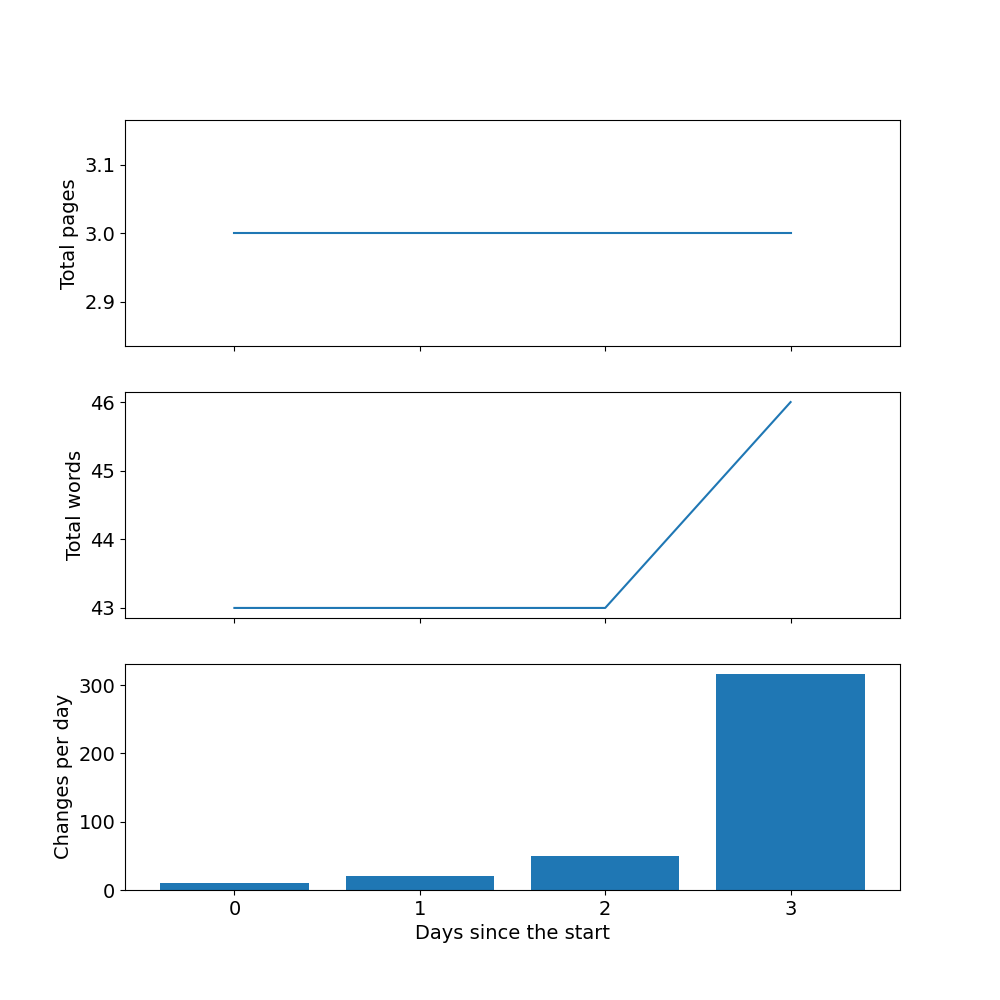 Total pages
3.1
3.0
2.9
Total words
46
45
44
43
Changes per day
300
200
100
0
0 1 2 3
Days since the start